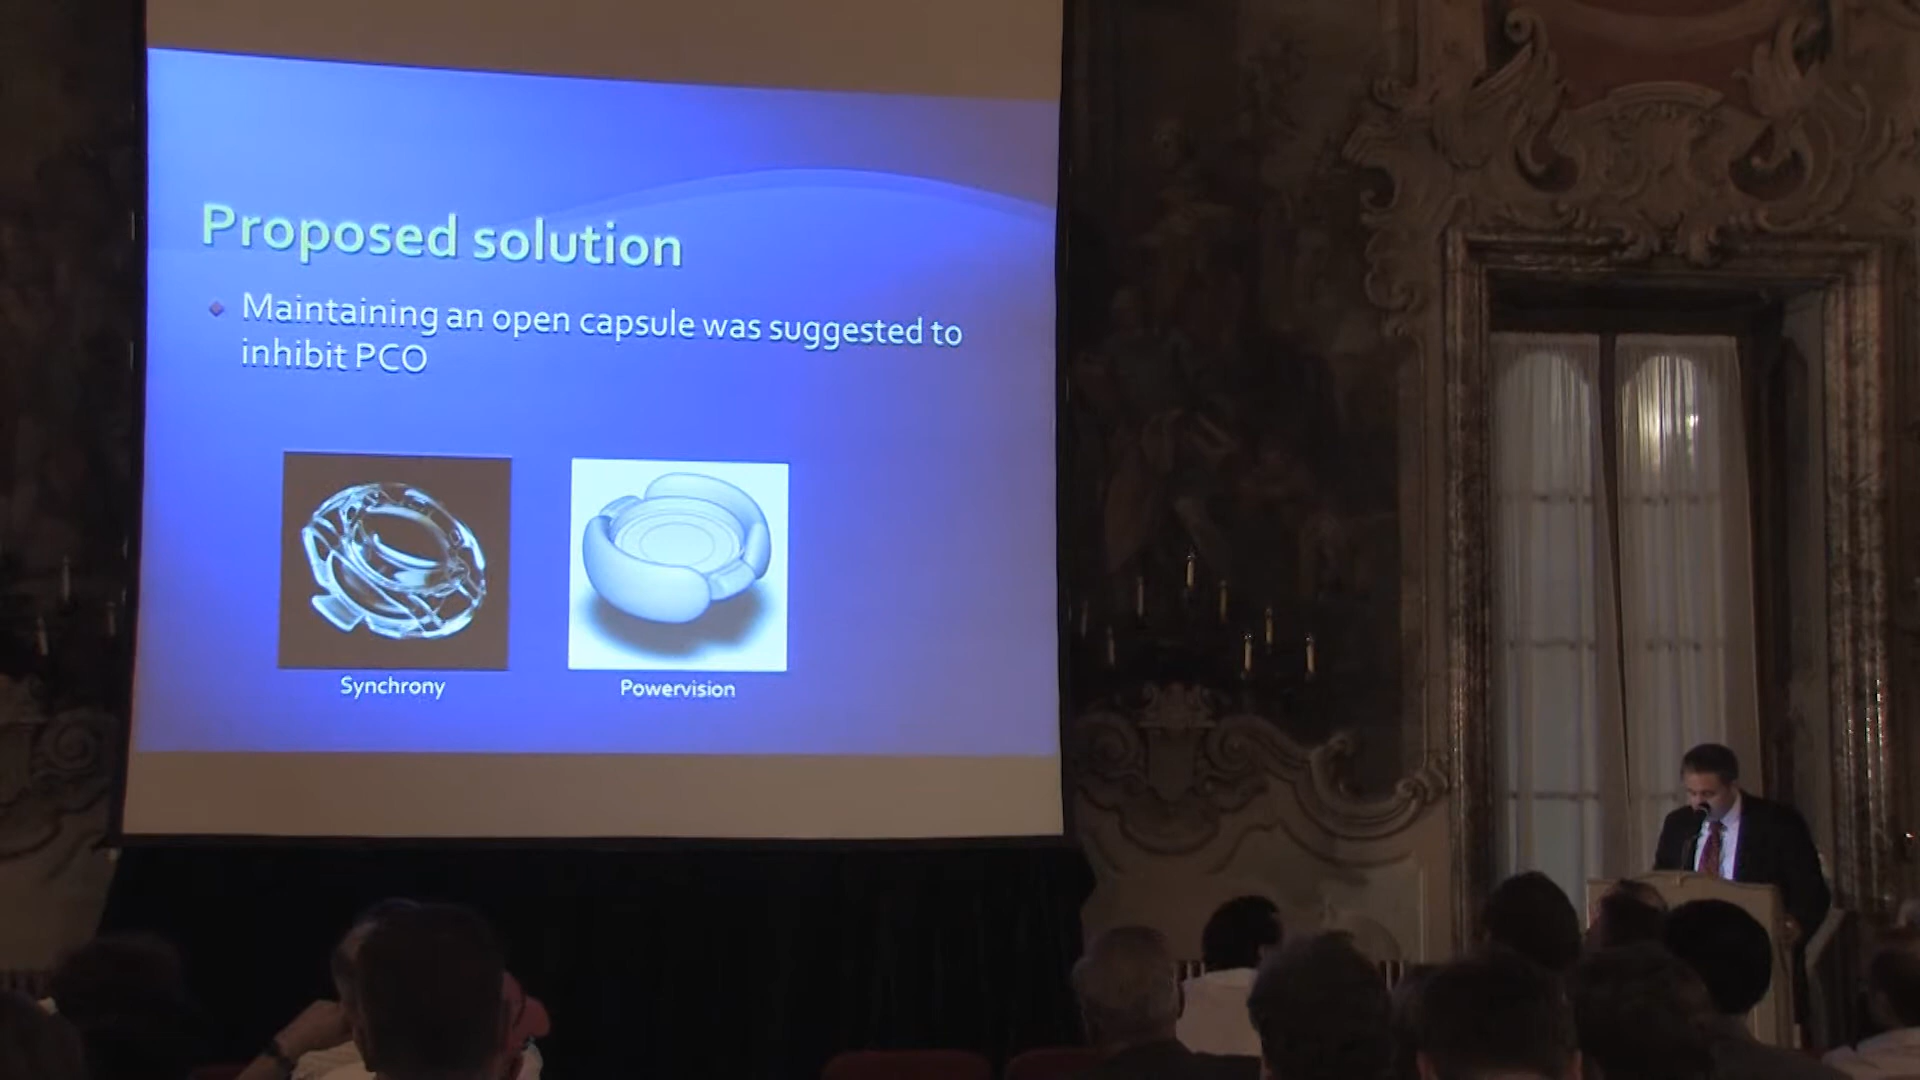 Proposed solution
Maintaining an open capsule was suggested to
inhibit PCO
Synchrony
Powervision